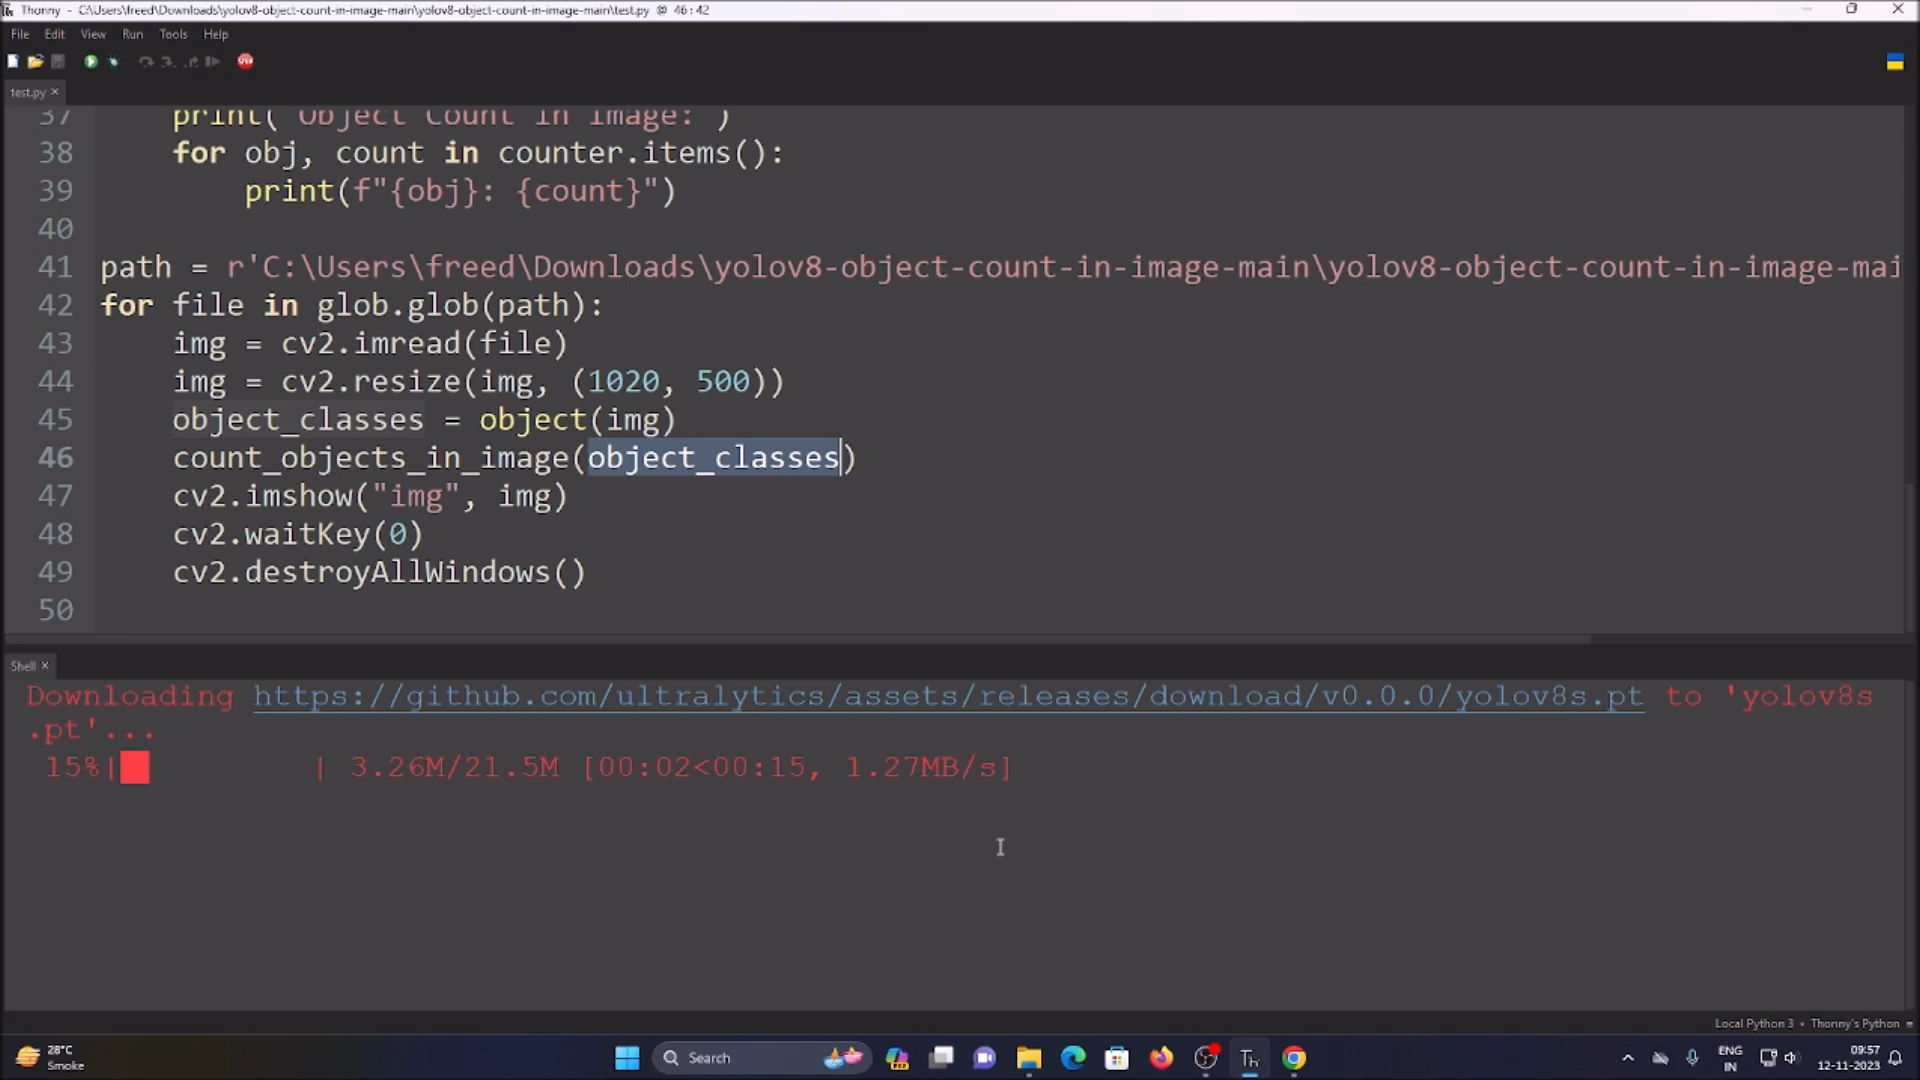 Thonny - C:\Users\freed\Downloads\yolov8-object-count-in-image-main\yolov8-object-count-in-image-main\test.py @ 46:42
File Edit View Run Tools Help
test.py ×
37 print("Object Count in Image:")
38 for obj, count in counter.items():
39 print(f"{obj}: {count}")
40
41 path = r'C:\Users\freed\Downloads\yolov8-object-count-in-image-main\yolov8-object-count-in-image-mai
42 for file in glob.glob(path):
43 img = cv2.imread(file)
44 img = cv2.resize(img, (1020, 500))
45 object_classes = object(img)
46 count_objects_in_image(object_classes)
47 cv2.imshow("img", img)
48 cv2.waitKey(0)
49 cv2.destroyAllWindows()
50
Shell ×
Downloading https://github.com/ultralytics/assets/releases/download/v0.0.0/yolov8s.pt to 'yolov8s
.pt'...
15%| | 3.26M/21.5M [00:02<00:15, 1.27MB/s]
Local Python 3 • Thonny's Python
28°C
Smoke
Search
ENG
IN
09:57
12-11-2023